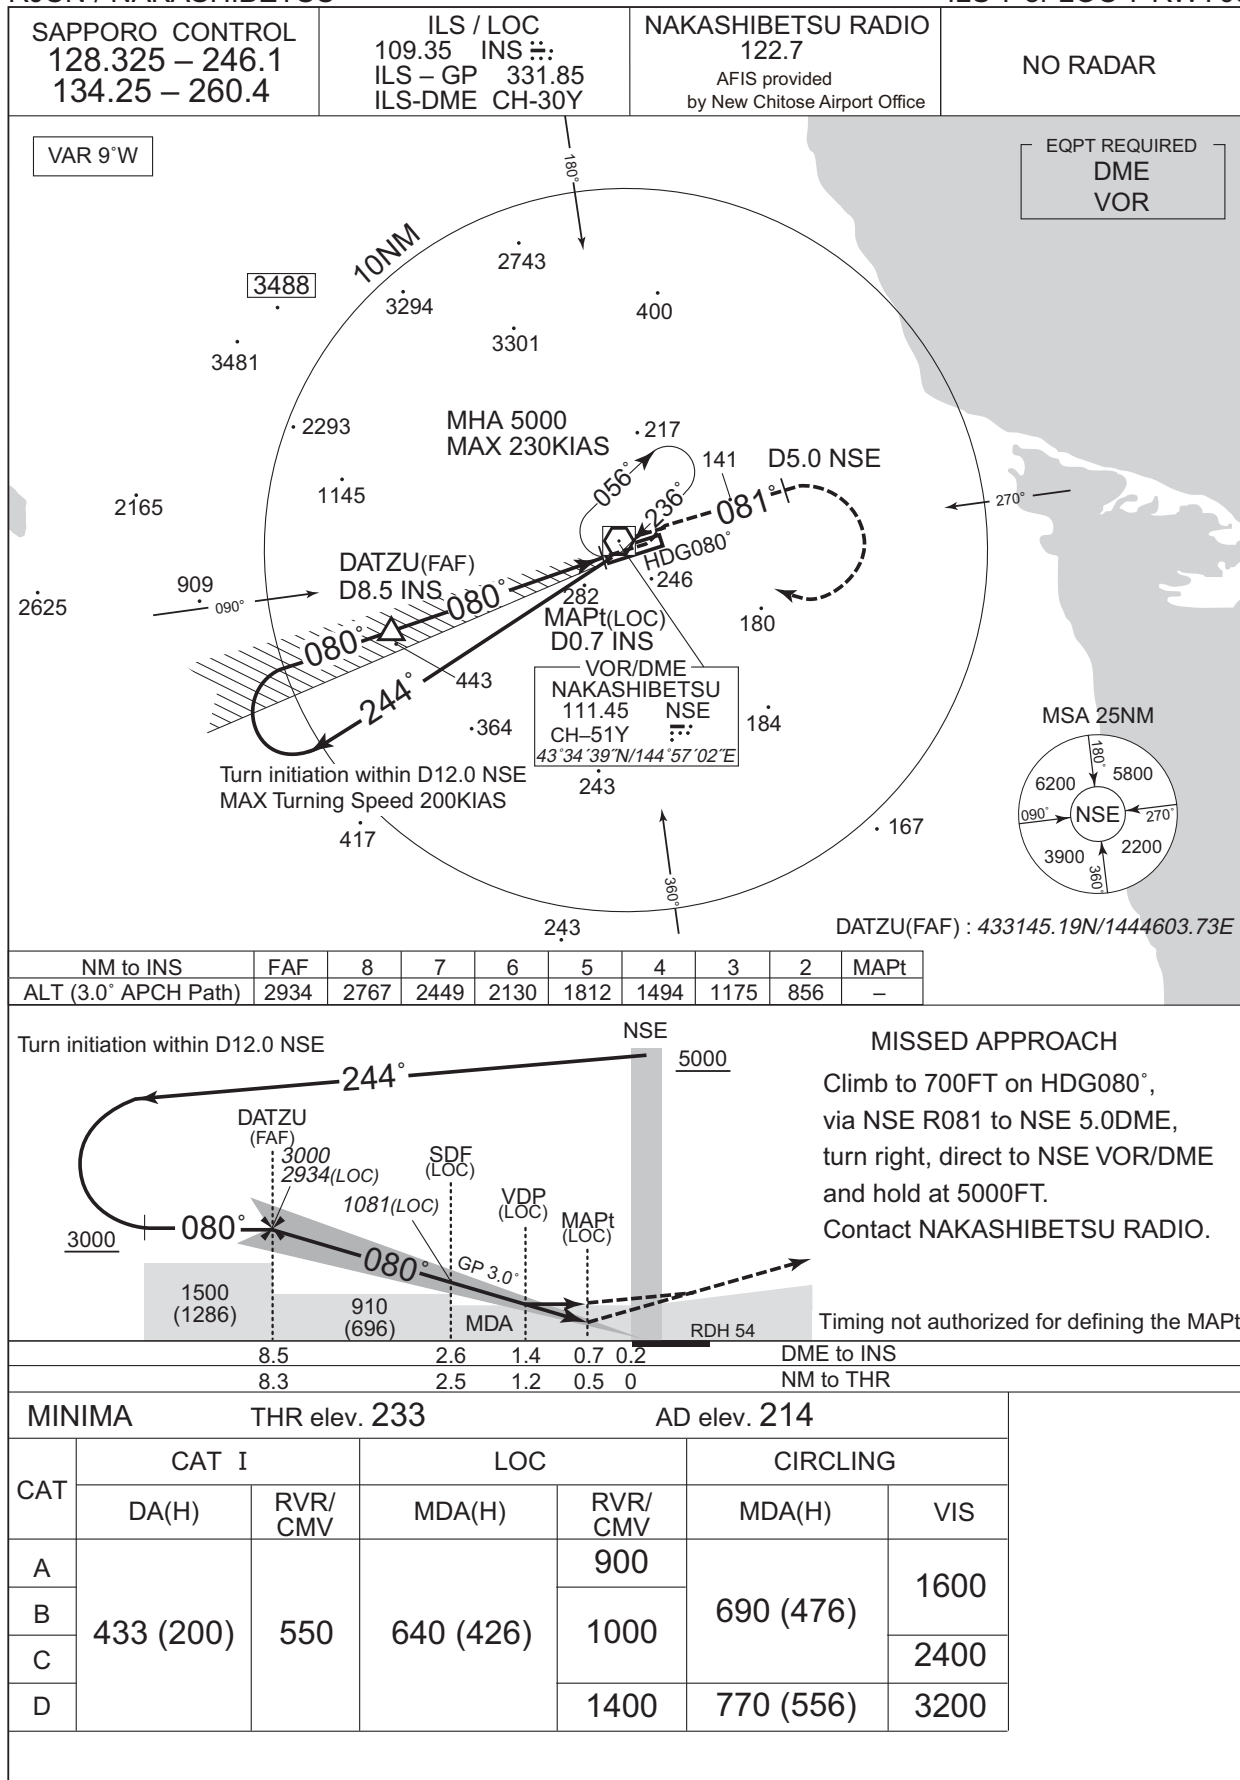 SAPPORO CONTROL
128.325 – 246.1
134.25 – 260.4
ILS / LOC
109.35 INS
ILS – GP 331.85
ILS-DME CH-30Y
NAKASHIBETSU RADIO
122.7
AFIS provided
by New Chitose Airport Office
NO RADAR
VAR 9°W
EQPT REQUIRED
DME
VOR
180°
10NM
2743
3488
3294
400
3301
3481
2293
MHA 5000
MAX 230KIAS
217
141
D5.0 NSE
056°
236°
081°
270°
1145
2165
DATZU(FAF)
D8.5 INS
HDG080°
246
909
2625
090°
080°
080°
282
MAPt(LOC)
D0.7 INS
180
443
244°
364
VOR/DME
NAKASHIBETSU
111.45 NSE
CH–51Y
43°34´39˝N/144°57´02˝E
184
Turn initiation within D12.0 NSE
MAX Turning Speed 200KIAS
243
417
167
360°
243
MSA 25NM
180°
6200
5800
090°
NSE
270°
3900
2200
360°
DATZU(FAF) : 433145.19N/1444603.73E
NM to INS FAF 8 7 6 5 4 3 2 MAPt
ALT (3.0° APCH Path) 2934 2767 2449 2130 1812 1494 1175 856 –
Turn initiation within D12.0 NSE
NSE
5000
244°
DATZU
(FAF)
3000
2934(LOC)
SDF
(LOC)
1081(LOC)
VDP
(LOC)
MAPt
(LOC)
3000
080°
080°
GP 3.0°
1500
(1286)
910
(696)
MDA
RDH 54
MISSED APPROACH
Climb to 700FT on HDG080°,
via NSE R081 to NSE 5.0DME,
turn right, direct to NSE VOR/DME
and hold at 5000FT.
Contact NAKASHIBETSU RADIO.
Timing not authorized for defining the MAPt
8.5 2.6 1.4 0.7 0.2 DME to INS
8.3 2.5 1.2 0.5 0 NM to THR
MINIMA THR elev. 233 AD elev. 214
CAT CAT I LOC CIRCLING
DA(H) RVR/CMV MDA(H) RVR/CMV MDA(H) VIS
A 900
1600
B 433 (200) 550 640 (426) 1000 690 (476)
C 2400
D 1400 770 (556) 3200